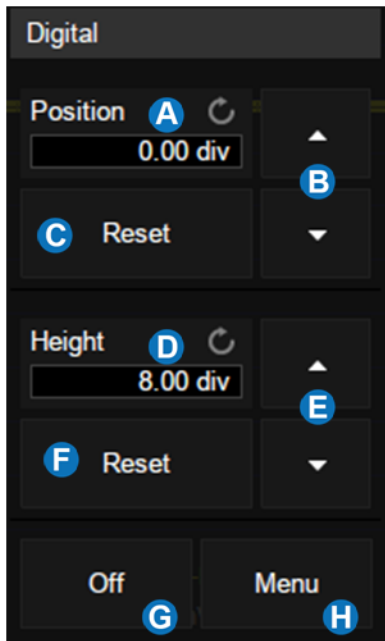 Digital
Position A
0.00 div
B
C Reset
Height D
8.00 div
E
F Reset
Off Menu
G H